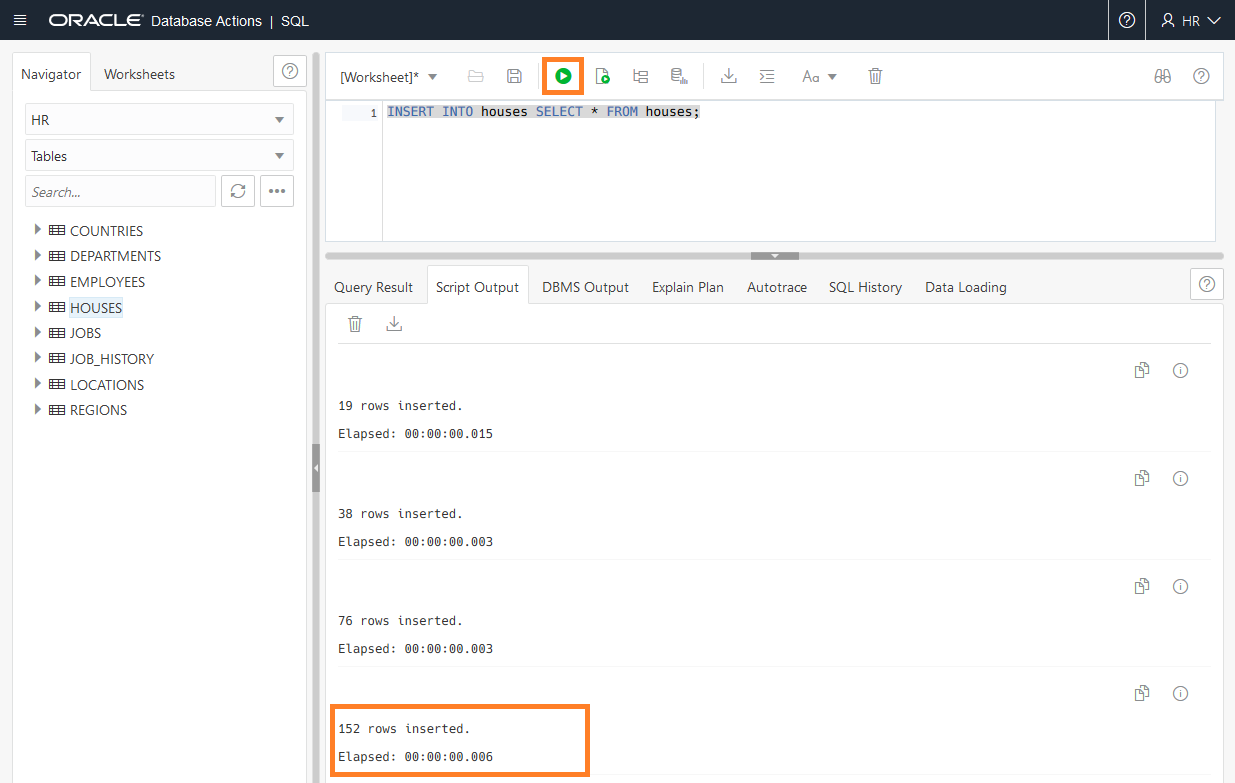 ORACLE Database Actions | SQL
HR
Navigator
Worksheets
HR
Tables
Search...
COUNTRIES
DEPARTMENTS
EMPLOYEES
HOUSES
JOBS
JOB_HISTORY
LOCATIONS
REGIONS
[Worksheet]*
Aa
1 INSERT INTO houses SELECT * FROM houses;
Query Result
Script Output
DBMS Output
Explain Plan
Autotrace
SQL History
Data Loading
19 rows inserted.
Elapsed: 00:00:00.015
38 rows inserted.
Elapsed: 00:00:00.003
76 rows inserted.
Elapsed: 00:00:00.003
152 rows inserted.
Elapsed: 00:00:00.006